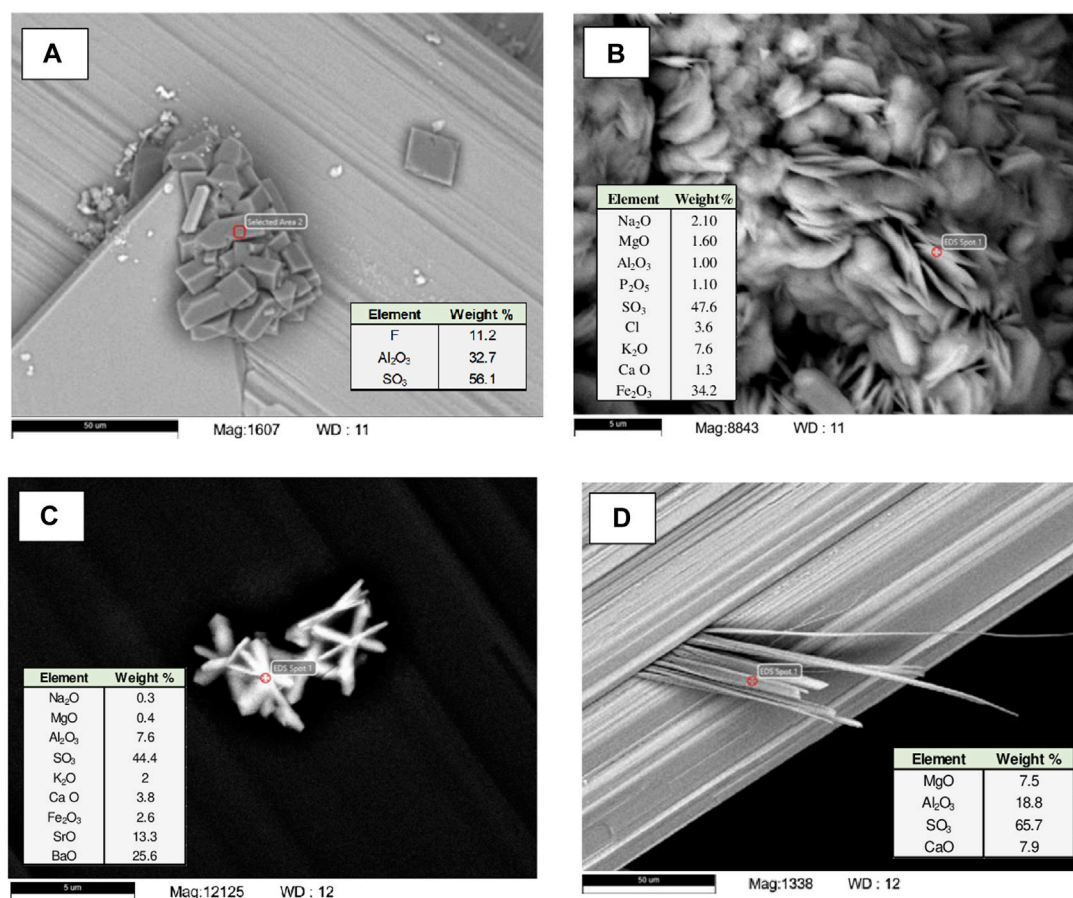 A
Selected Area 2
Element Weight %
F 11.2
Al₂O₃ 32.7
SO₃ 56.1
50 um
Mag:1607 WD : 11
B
Element Weight%
Na₂O 2.10
MgO 1.60
Al₂O₃ 1.00
P₂O₅ 1.10
SO₃ 47.6
Cl 3.6
K₂O 7.6
Ca O 1.3
Fe₂O₃ 34.2
EDS Spot 1
5 um
Mag:8843 WD : 11
C
EDS Spot 1
Element Weight %
Na₂O 0.3
MgO 0.4
Al₂O₃ 7.6
SO₃ 44.4
K₂O 2
Ca O 3.8
Fe₂O₃ 2.6
SrO 13.3
BaO 25.6
5 um
Mag:12125 WD : 12
D
EDS Spot 1
Element Weight %
MgO 7.5
Al₂O₃ 18.8
SO₃ 65.7
CaO 7.9
50 um
Mag:1338 WD : 12